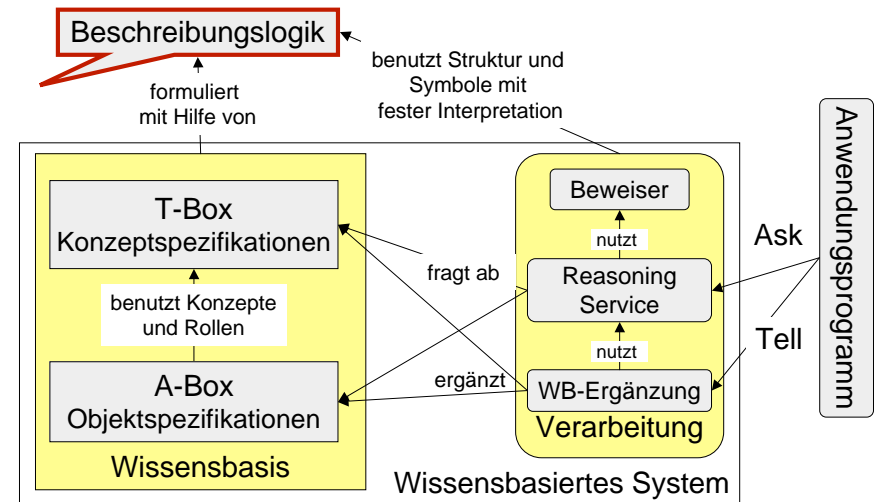 Beschreibungslogik
benutzt Struktur und
Symbole mit
fester Interpretation
formuliert
mit Hilfe von
Anwendungsprogramm
T-Box
Konzeptspezifikationen
Beweiser
nutzt
Ask
fragt ab
Reasoning
Service
benutzt Konzepte
und Rollen
Tell
nutzt
A-Box
Objektspezifikationen
ergänzt
WB-Ergänzung
Verarbeitung
Wissensbasis
Wissensbasiertes System